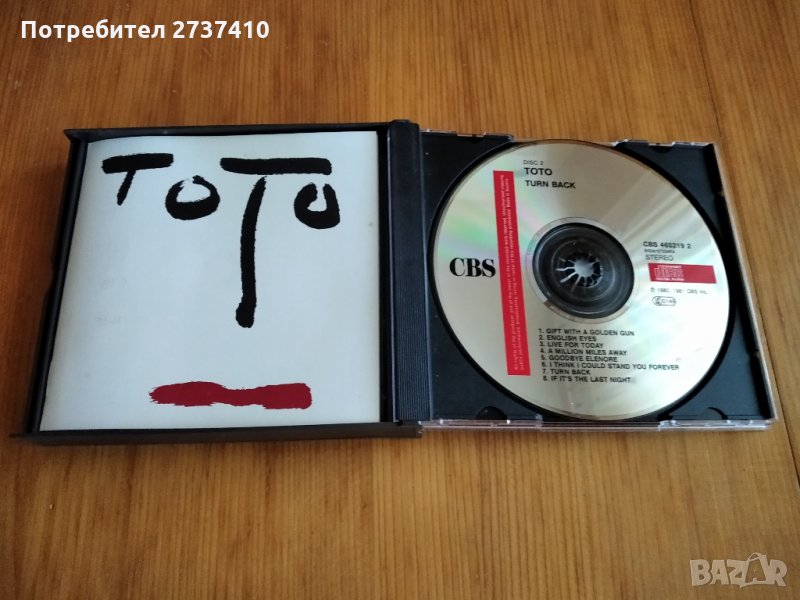 Потребител 2737410
TOTO
DISC 2
TOTO
TURN BACK
CBS
CBS 465219 2
STEREO
1. GIFT WITH A GOLDEN GUN
2. ENGLISH EYES
3. LIVE FOR TODAY
4. A MILLION MILES AWAY
5. GOODBYE ELENORE
6. I THINK I COULD STAND YOU FOREVER
7. TURN BACK
8. IF IT'S THE LAST NIGHT
BAZAR